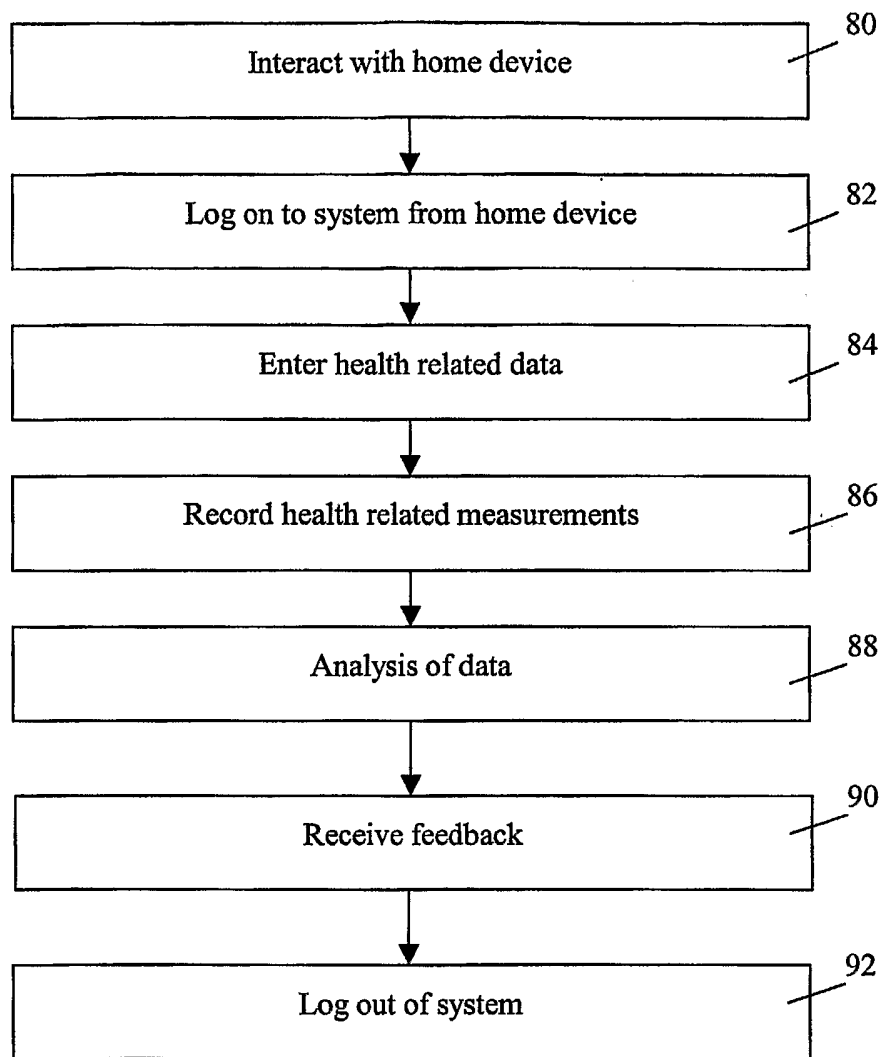 80
Interact with home device
82
Log on to system from home device
84
Enter health related data
86
Record health related measurements
88
Analysis of data
90
Receive feedback
92
Log out of system